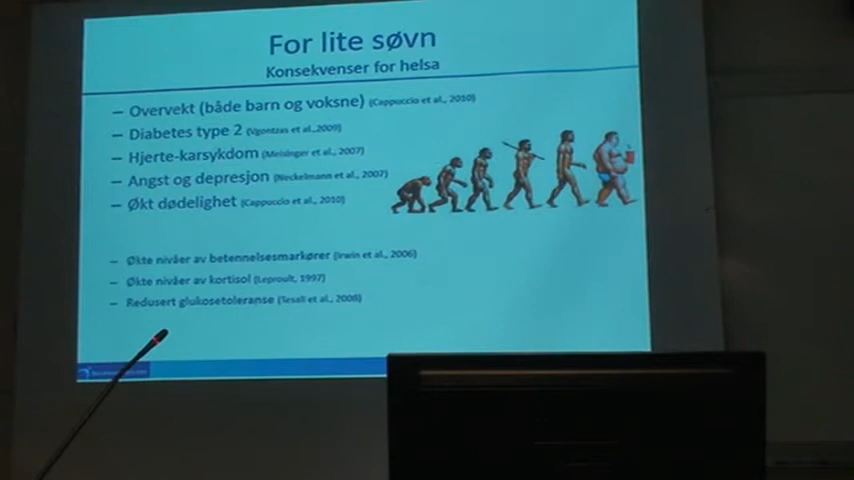 For lite søvn
Konsekvenser for helsa
– Overvekt (både barn og voksne) (Cappuccio et al., 2010)
– Diabetes type 2 (Vgontzas et al.,2009)
– Hjerte-karsykdom (Meisinger et al., 2007)
– Angst og depresjon (Neckelmann et al., 2007)
– Økt dødelighet (Cappuccio et al., 2010)
– Økte nivåer av betennelsesmarkører (Irwin et al., 2006)
– Økte nivåer av kortisol (Leproult, 1997)
– Redusert glukosetoleranse (Tesali et al., 2008)